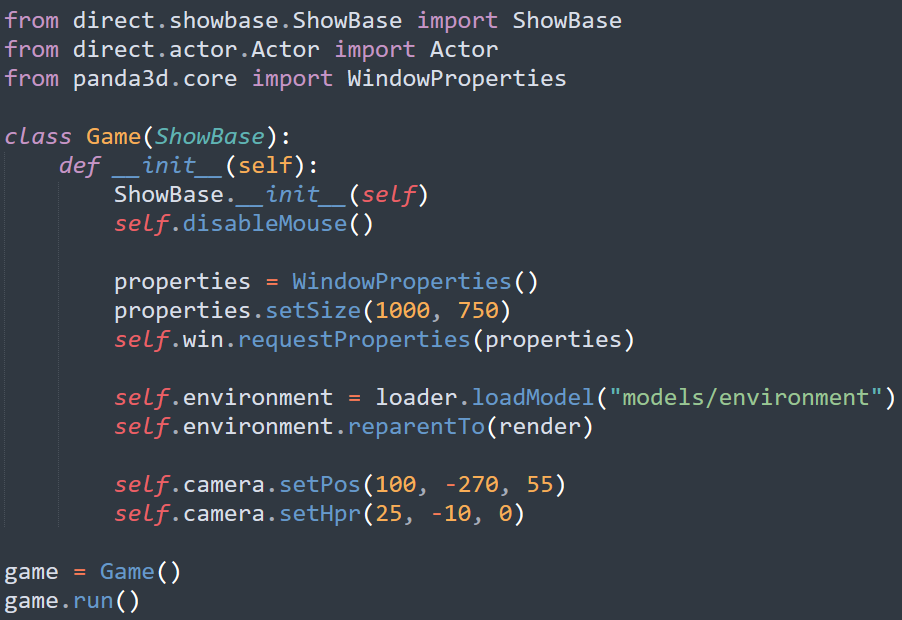 from direct.showbase.ShowBase import ShowBase
from direct.actor.Actor import Actor
from panda3d.core import WindowProperties

class Game(ShowBase):
    def __init__(self):
        ShowBase.__init__(self)
        self.disableMouse()

        properties = WindowProperties()
        properties.setSize(1000, 750)
        self.win.requestProperties(properties)

        self.environment = loader.loadModel("models/environment")
        self.environment.reparentTo(render)

        self.camera.setPos(100, -270, 55)
        self.camera.setHpr(25, -10, 0)

game = Game()
game.run()